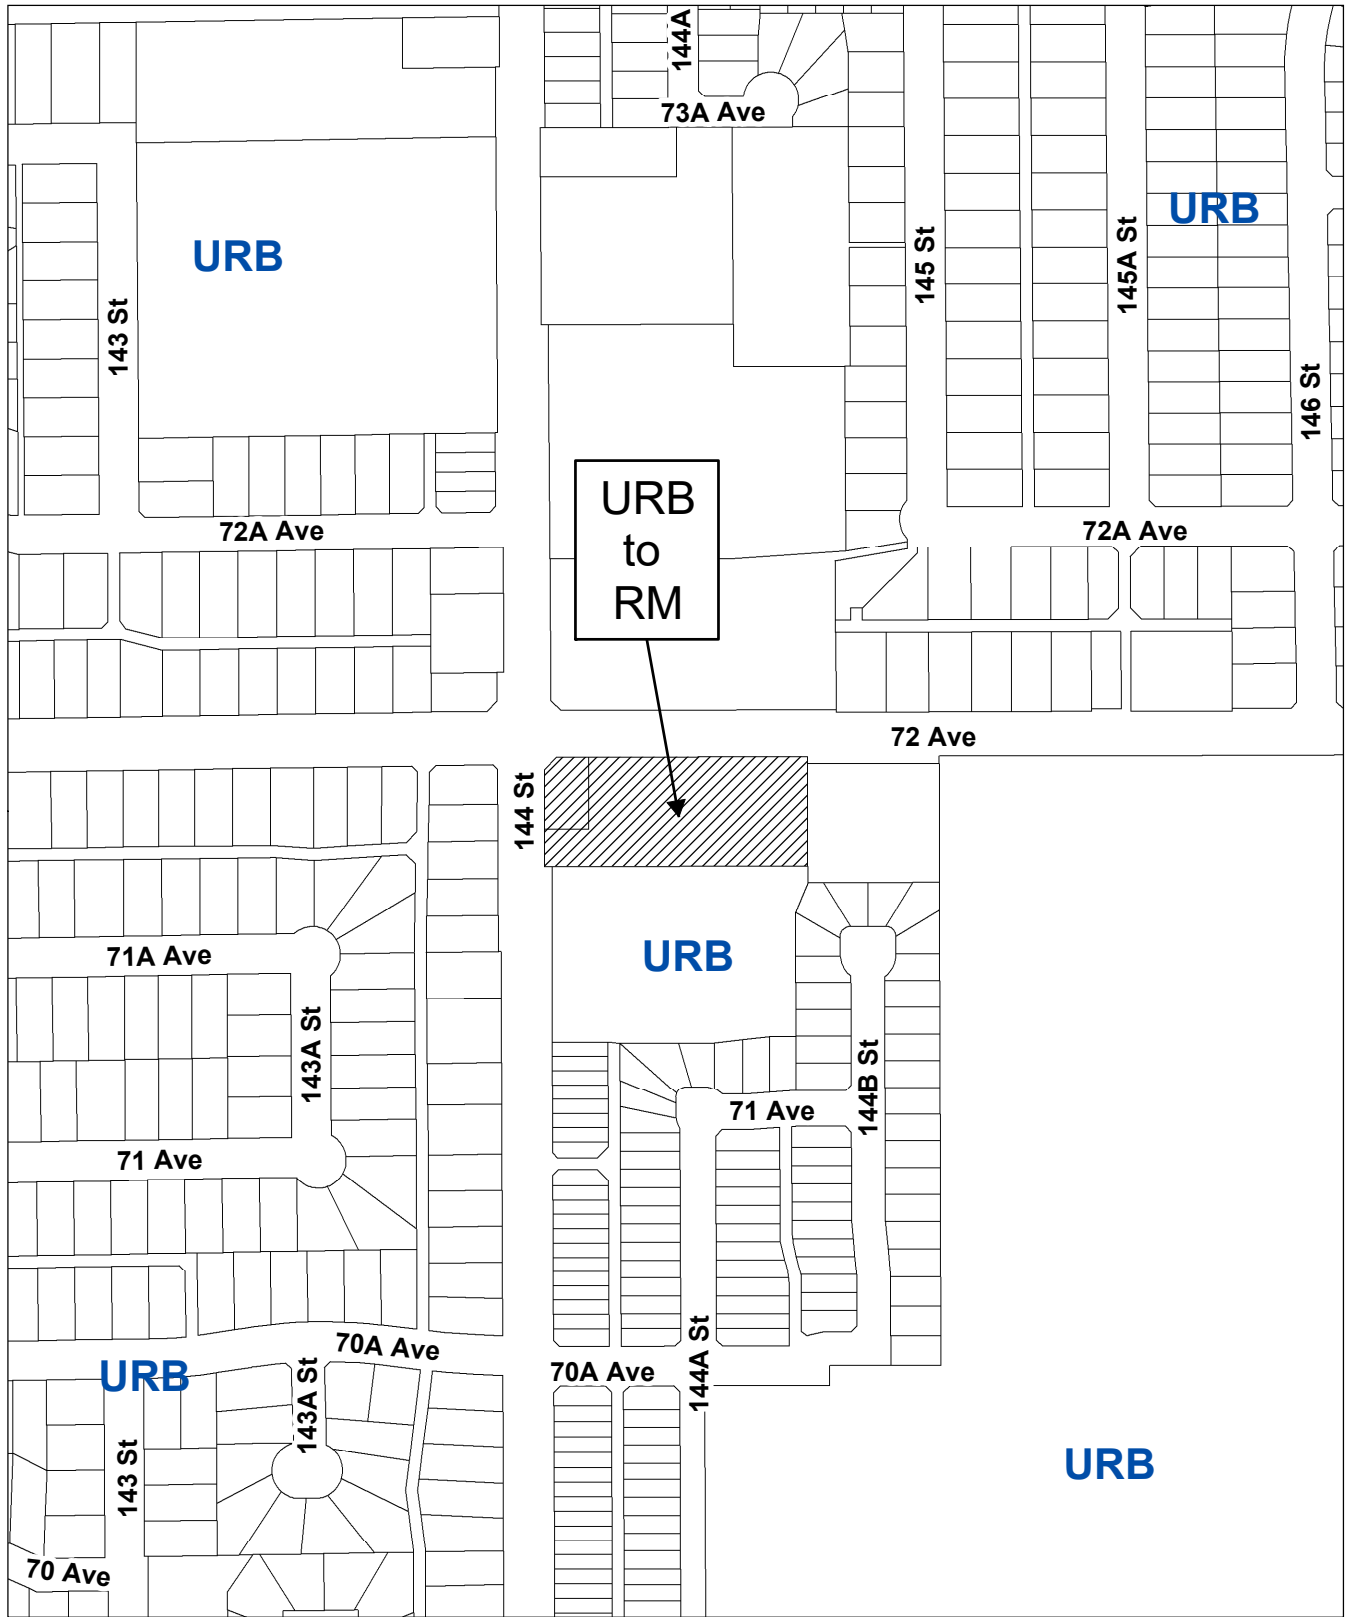 144A
73A Ave
URB
URB
145 St
145A St
143 St
146 St
URB
to
RM
72A Ave
72A Ave
72 Ave
144 St
71A Ave
URB
143A St
144B St
71 Ave
71 Ave
70A Ave
144A St
70A Ave
URB
143A St
143 St
URB
70 Ave